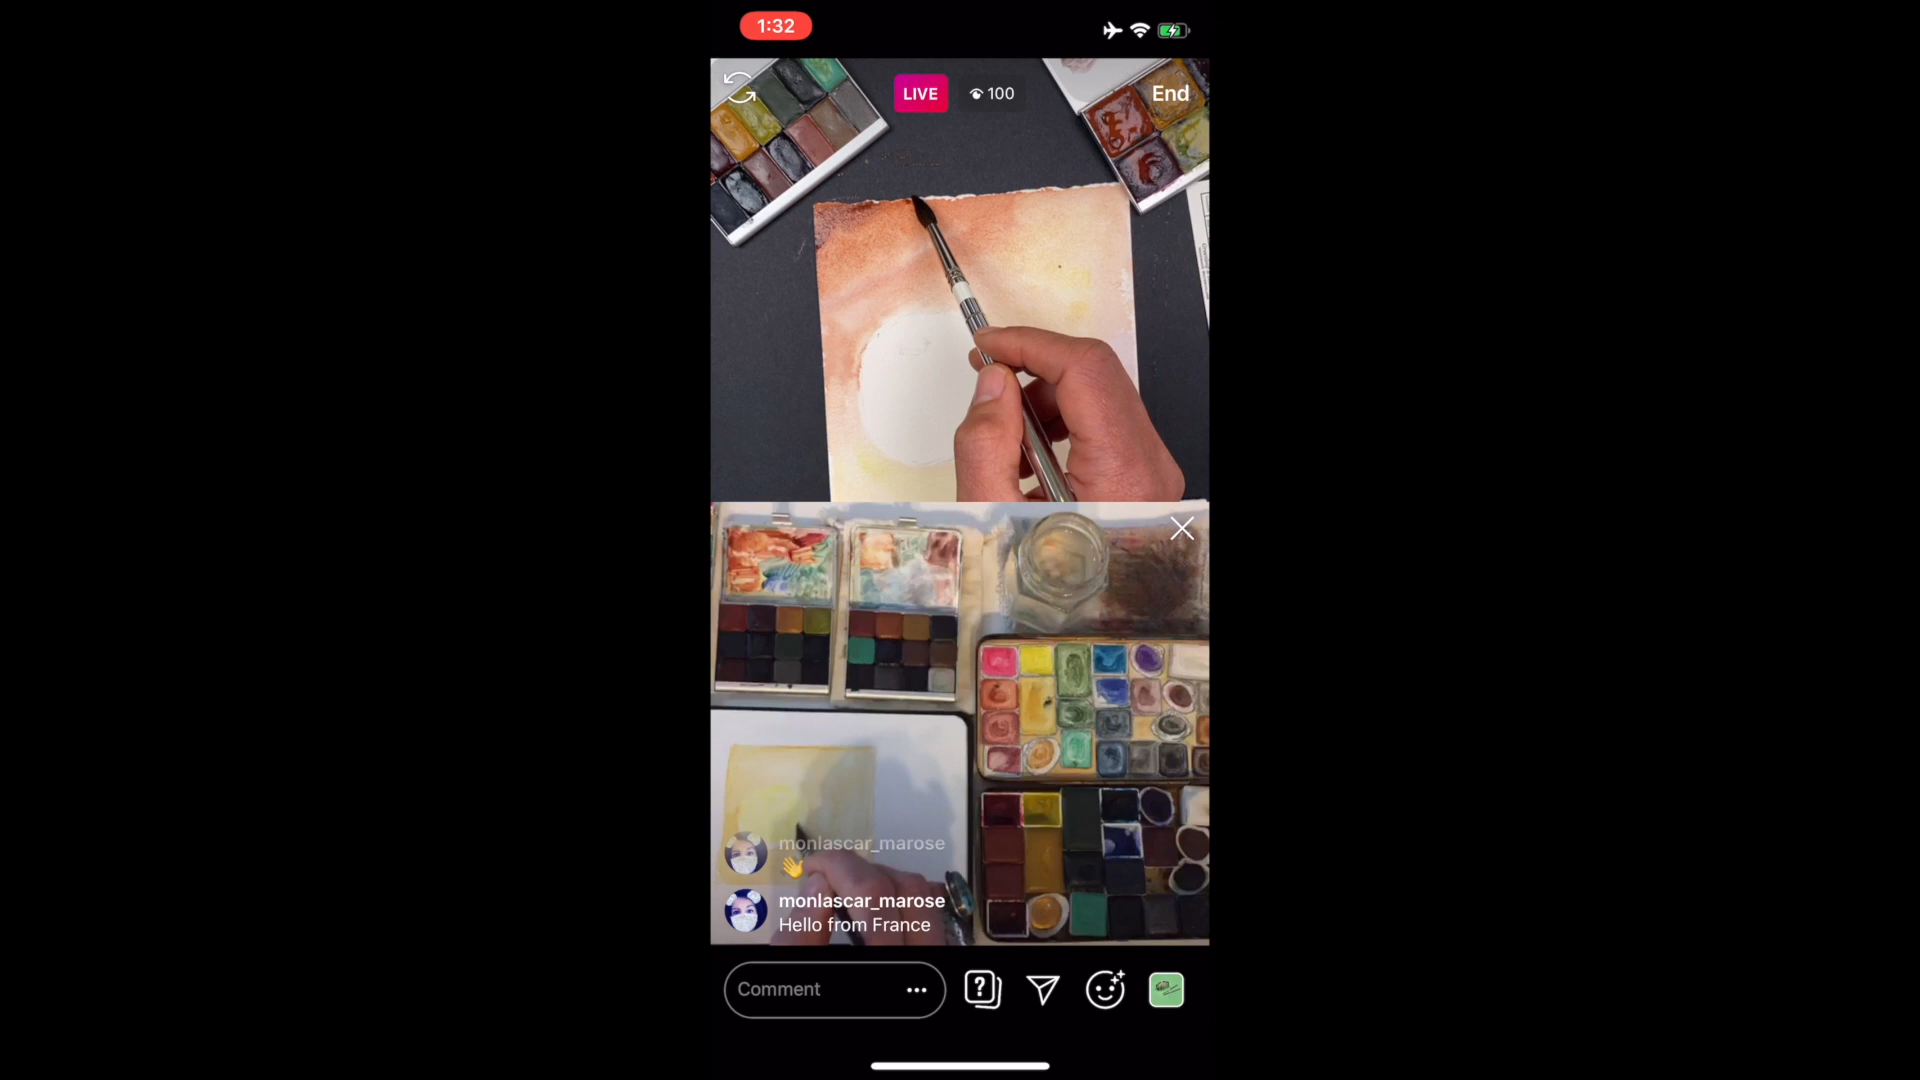 1:32
LIVE
100
End
monlascar_marose
👋
monlascar_marose
Hello from France
Comment